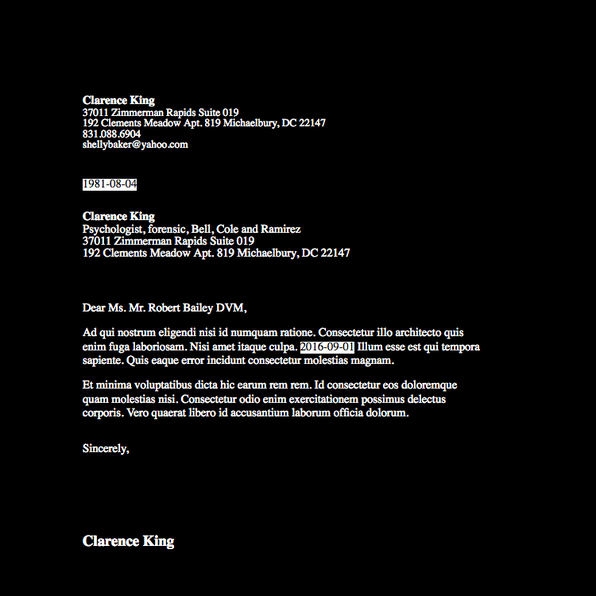 Clarence King
37011 Zimmerman Rapids Suite 019
192 Clements Meadow Apt. 819 Michaelbury, DC 22147
831.088.6904
shellybaker@yahoo.com
1981-08-04
Clarence King
Psychologist, forensic, Bell, Cole and Ramirez
37011 Zimmerman Rapids Suite 019
192 Clements Meadow Apt. 819 Michaelbury, DC 22147
Dear Ms. Mr. Robert Bailey DVM,
Ad qui nostrum eligendi nisi id numquam ratione. Consectetur illo architecto quis
enim fuga laboriosam. Nisi amet itaque culpa. 2016-09-01 Illum esse est qui tempora
sapiente. Quis eaque error incidunt consectetur molestias magnam.
Et minima voluptatibus dicta hic earum rem rem. Id consectetur eos doloremque
quam molestias nisi. Consectetur odio enim exercitationem possimus delectus
corporis. Vero quaerat libero id accusantium laborum officia dolorum.
Sincerely,
Clarence King